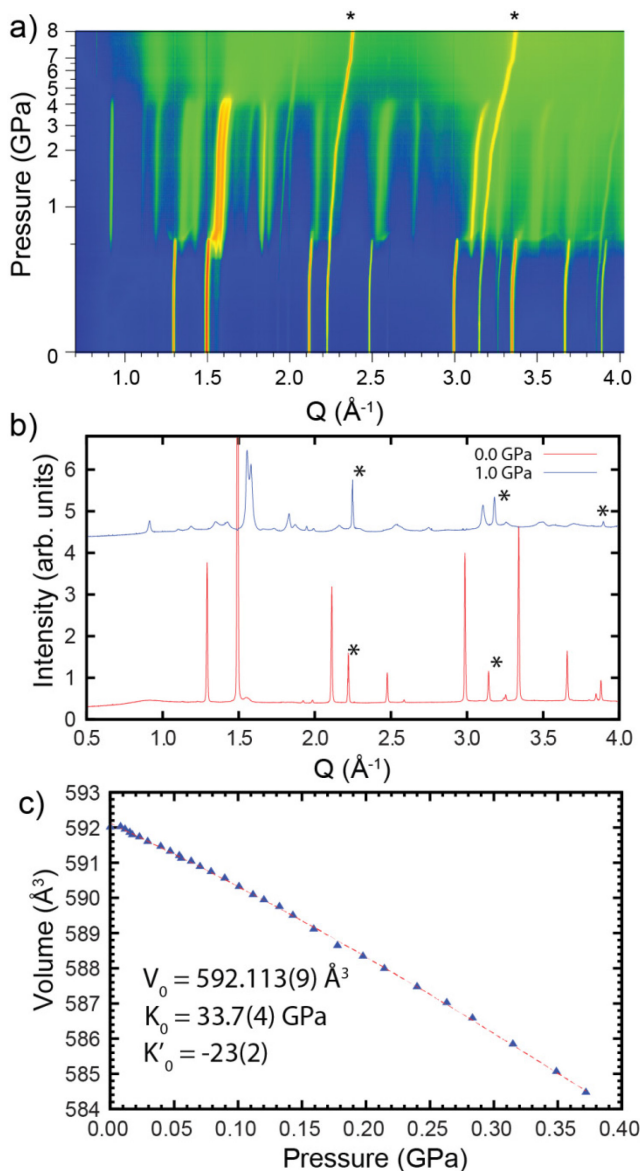 a)
* *
8
7
6
5
4
3
2
1
0
Pressure (GPa)
1.0 1.5 2.0 2.5 3.0 3.5 4.0
Q (Å⁻¹)
b)
0.0 GPa
1.0 GPa
6
5
4
3
2
1
0
Intensity (arb. units)
* * *
* *
0.5 1.0 1.5 2.0 2.5 3.0 3.5 4.0
Q (Å⁻¹)
c)
593
592
591
590
589
588
587
586
585
584
Volume (Å³)
V₀ = 592.113(9) Å³
K₀ = 33.7(4) GPa
K'₀ = -23(2)
0.00 0.05 0.10 0.15 0.20 0.25 0.30 0.35 0.40
Pressure (GPa)